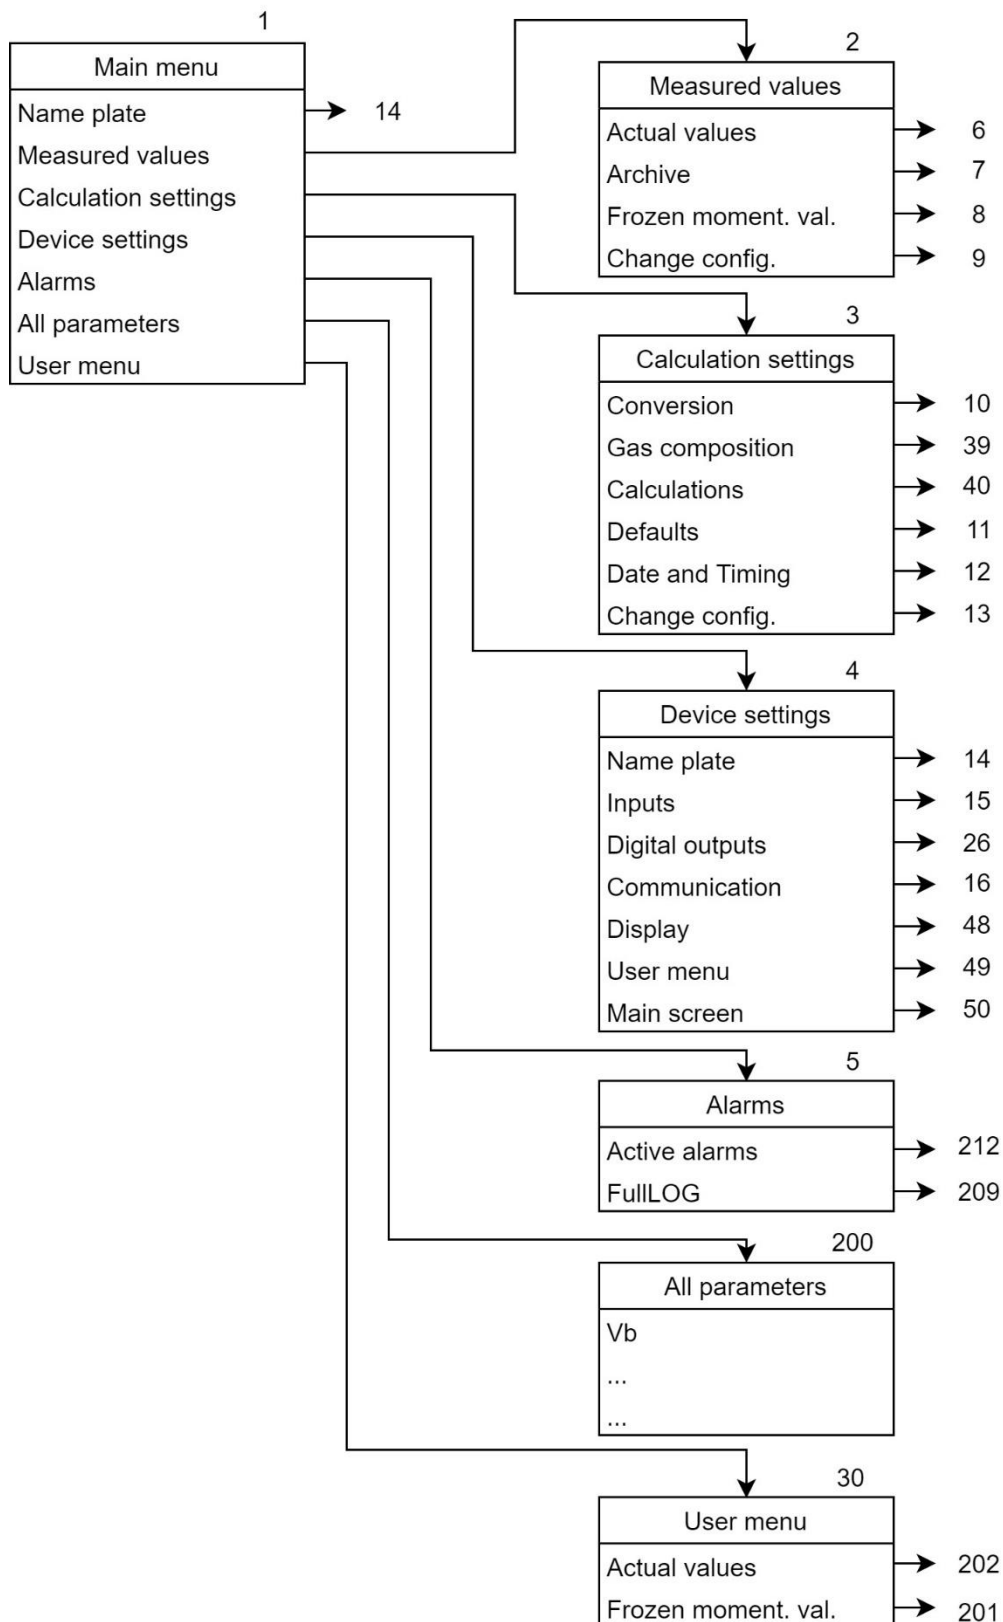 1
Main menu
Name plate
14
Measured values
Calculation settings
Device settings
Alarms
All parameters
User menu
2
Measured values
Actual values
6
Archive
7
Frozen moment. val.
8
Change config.
9
3
Calculation settings
Conversion
10
Gas composition
39
Calculations
40
Defaults
11
Date and Timing
12
Change config.
13
4
Device settings
Name plate
14
Inputs
15
Digital outputs
26
Communication
16
Display
48
User menu
49
Main screen
50
5
Alarms
Active alarms
212
FullLOG
209
200
All parameters
Vb
...
...
30
User menu
Actual values
202
Frozen moment. val.
201